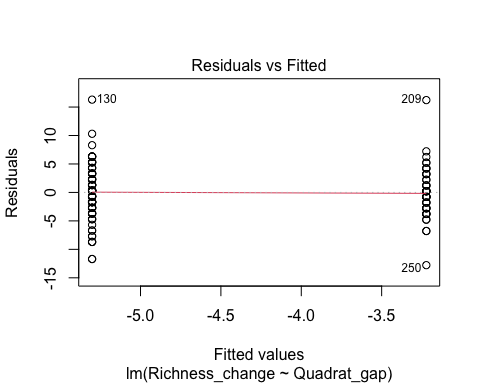 Residuals vs Fitted
130
209
250
Residuals
10
5
0
-5
-15
-5.0 -4.5 -4.0 -3.5
Fitted values
lm(Richness_change ~ Quadrat_gap)